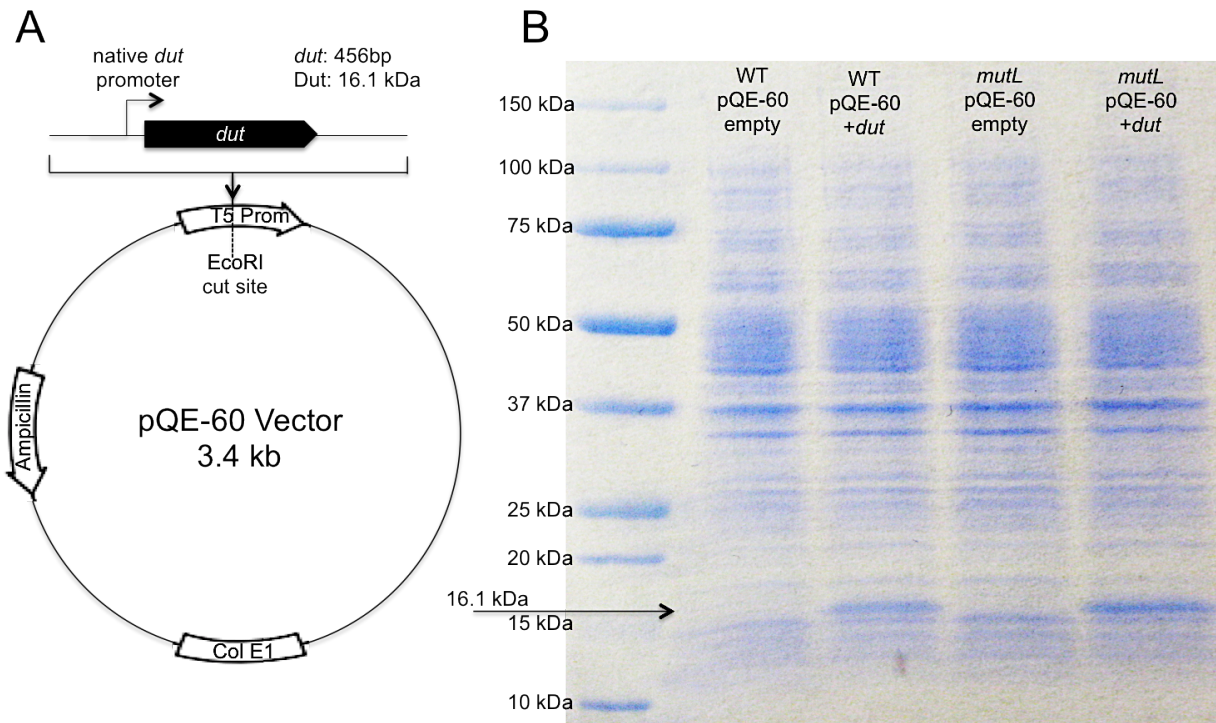 A
native dut
promoter
dut: 456bp
Dut: 16.1 kDa
dut
T5 Prom
EcoRI
cut site
Ampicillin
pQE-60 Vector
3.4 kb
Col E1
B
WT
pQE-60
empty
WT
pQE-60
+dut
mutL
pQE-60
empty
mutL
pQE-60
+dut
150 kDa
100 kDa
75 kDa
50 kDa
37 kDa
25 kDa
20 kDa
16.1 kDa
15 kDa
10 kDa